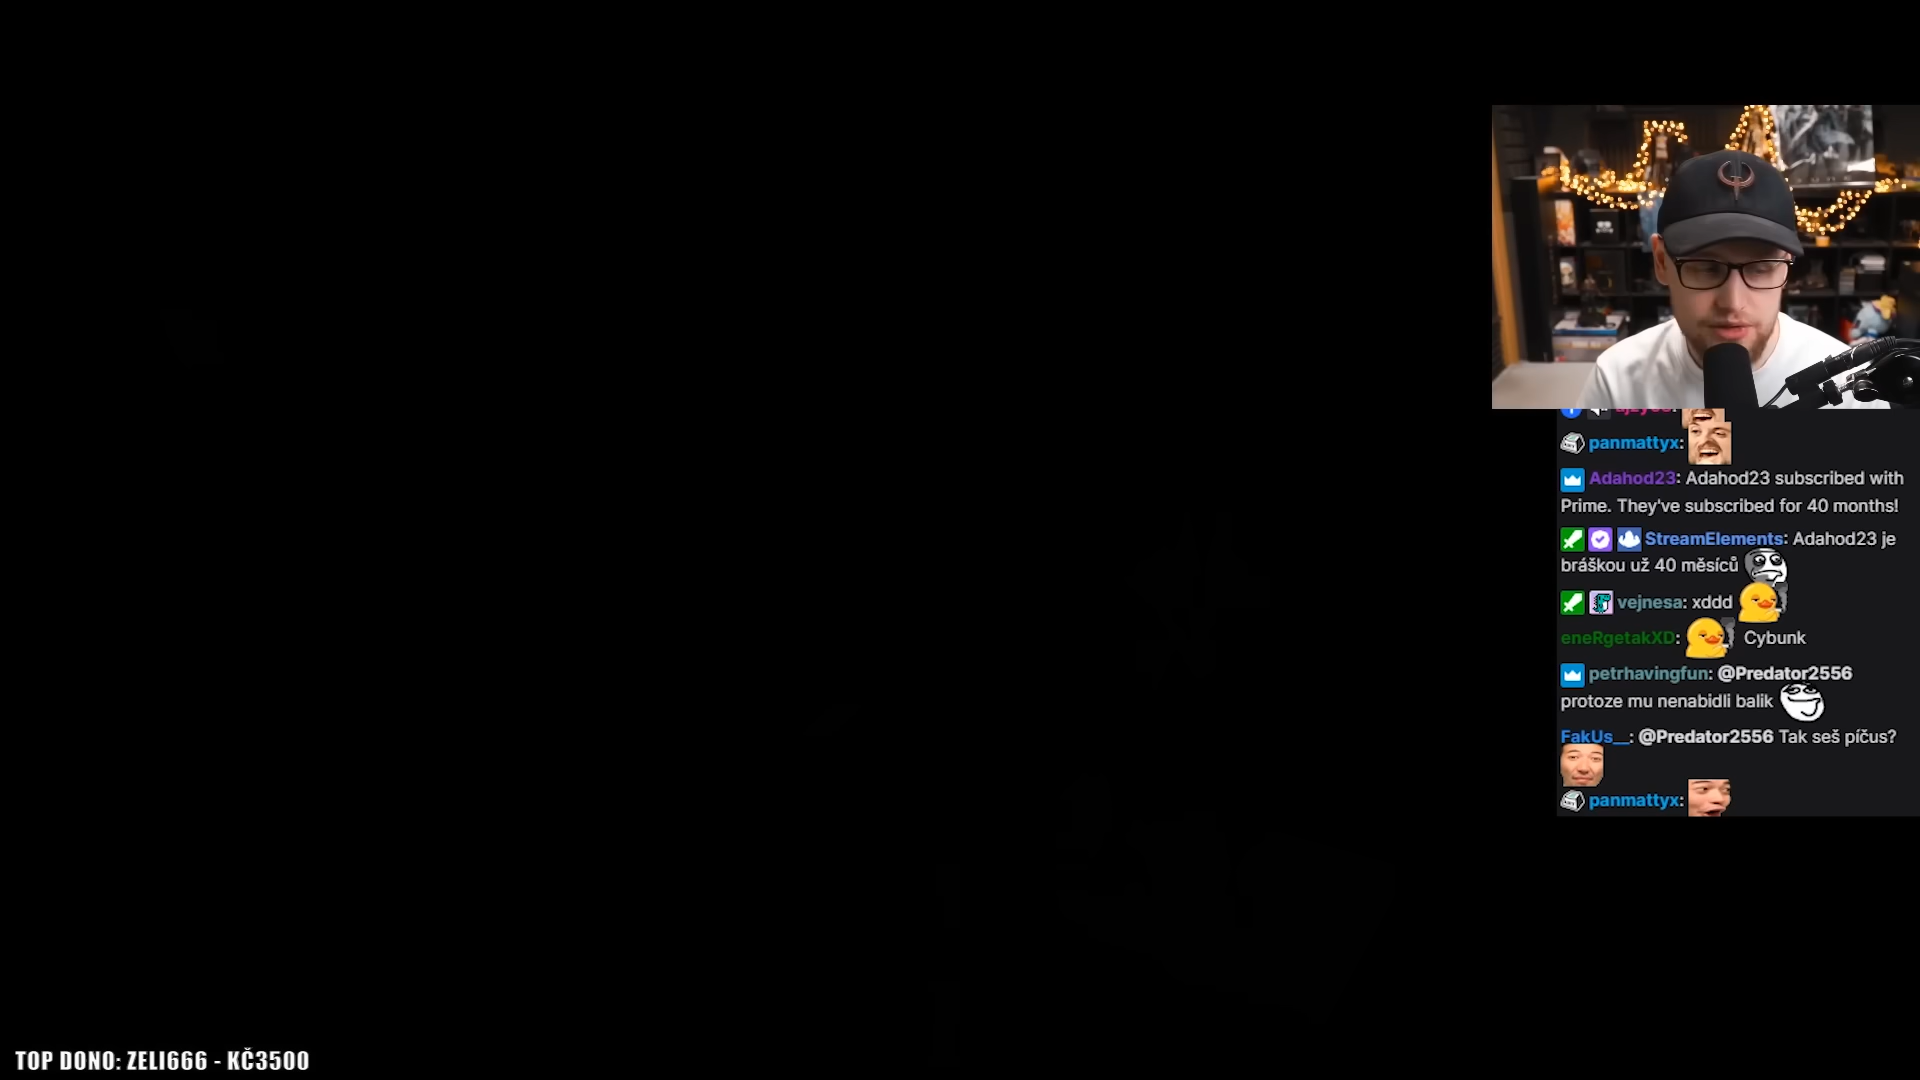 panmattyx:
Adahod23: Adahod23 subscribed with
Prime. They've subscribed for 40 months!
StreamElements: Adahod23 je
bráškou už 40 měsíců
vejnesa: xddd
eneRgetakXD: Cybunk
petrhavingfun: @Predator2556
protoze mu nenabidli balik
FakUs__: @Predator2556 Tak seš píčus?
panmattyx:
TOP DONO: ZELI666 - KČ3500